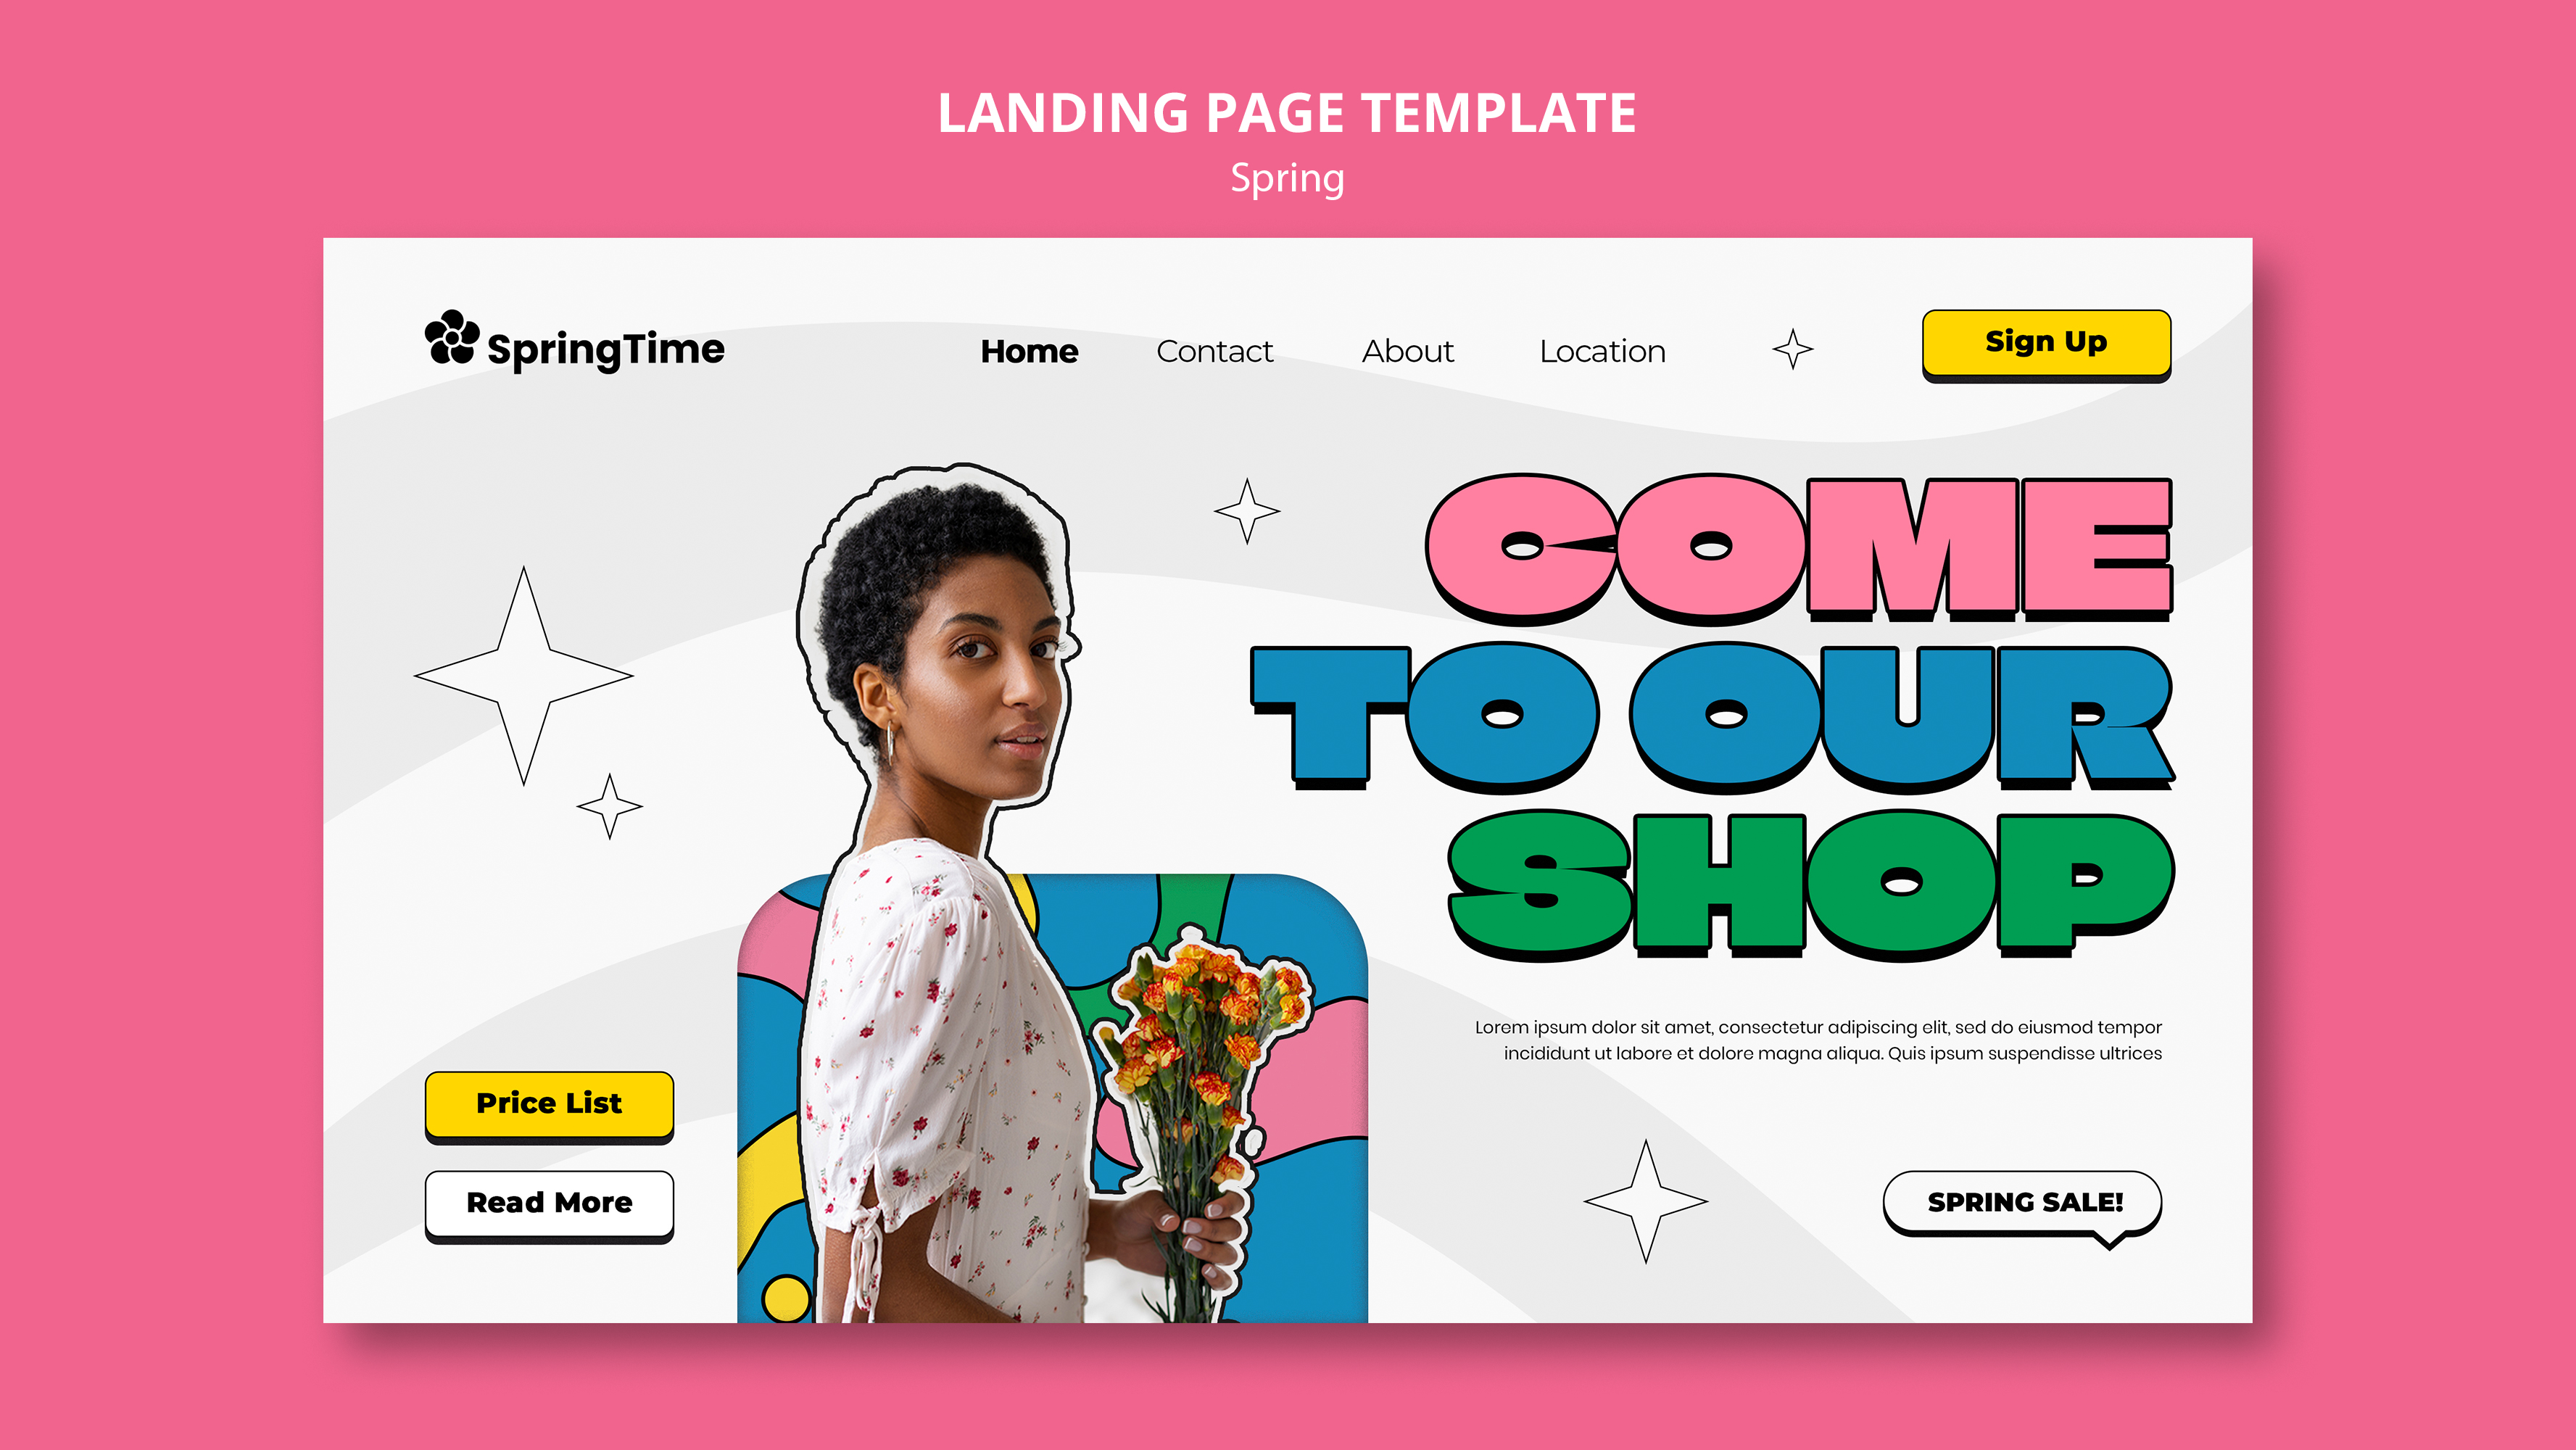 LANDING PAGE TEMPLATE
Spring
SpringTime
Home
Contact
About
Location
Sign Up
COME
TO OUR
SHOP
Lorem ipsum dolor sit amet, consectetur adipiscing elit, sed do eiusmod tempor
incididunt ut labore et dolore magna aliqua. Quis ipsum suspendisse ultrices
Price List
Read More
SPRING SALE!